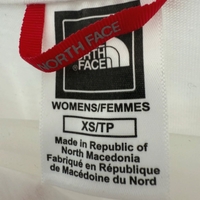 NORTH FACE
NORTH
FACE
WOMENS/FEMMES
XS/TP
Made in Republic of
North Macedonia
Fabriqué en République
de Macédoine du Nord